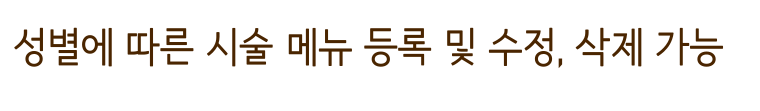 성별에 따른 시술 메뉴 등록 및 수정, 삭제 가능